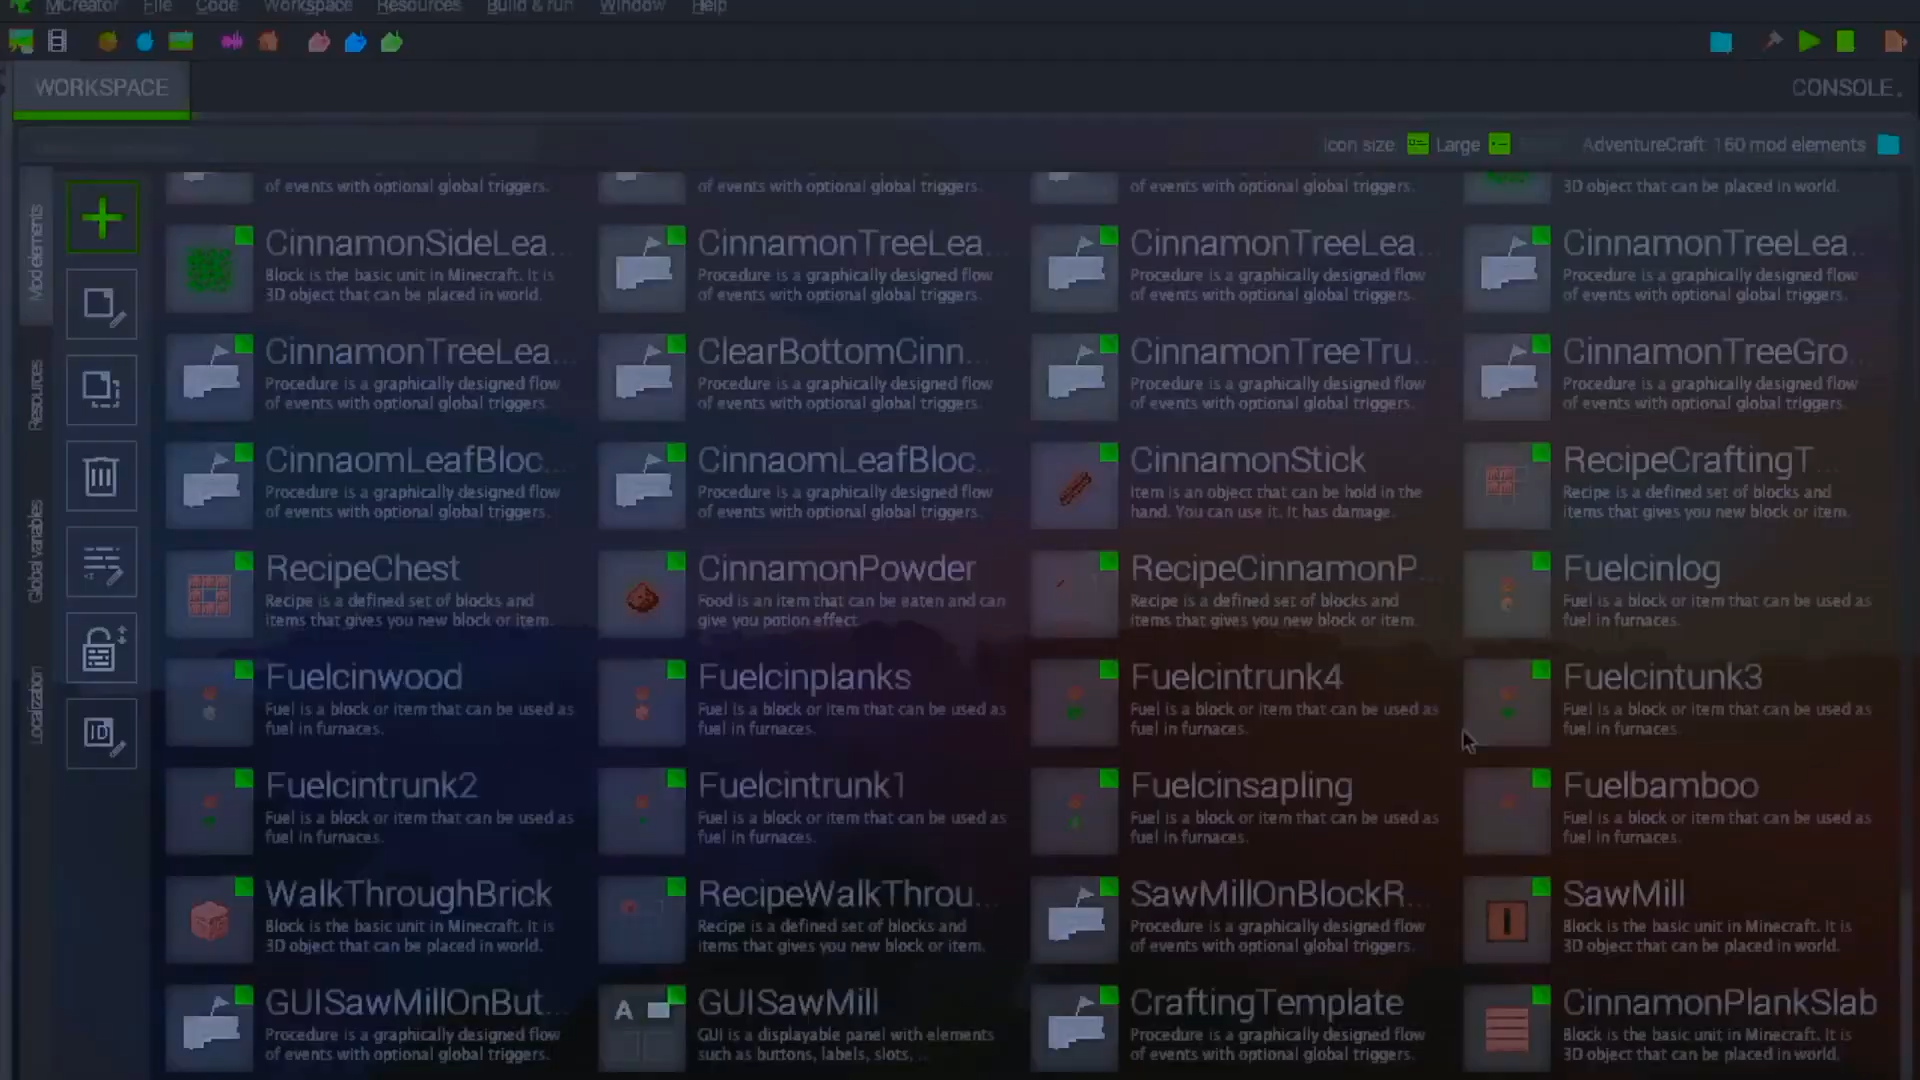 MCreator File Code Workspace Resources Build & run Window Help
WORKSPACE
CONSOLE
Icon size: Large
AdventureCraft: 160 mod elements
Mod elements
Resources
Global variables
Localization
of events with optional global triggers.
of events with optional global triggers.
of events with optional global triggers.
3D object that can be placed in world.
CinnamonSideLea...
Block is the basic unit in Minecraft. It is
3D object that can be placed in world.
CinnamonTreeLea...
Procedure is a graphically designed flow
of events with optional global triggers.
CinnamonTreeLea...
Procedure is a graphically designed flow
of events with optional global triggers.
CinnamonTreeLea...
Procedure is a graphically designed flow
of events with optional global triggers.
CinnamonTreeLea...
Procedure is a graphically designed flow
of events with optional global triggers.
ClearBottomCinn...
Procedure is a graphically designed flow
of events with optional global triggers.
CinnamonTreeTru...
Procedure is a graphically designed flow
of events with optional global triggers.
CinnamonTreeGro...
Procedure is a graphically designed flow
of events with optional global triggers.
CinnaomLeafBloc...
Procedure is a graphically designed flow
of events with optional global triggers.
CinnaomLeafBloc...
Procedure is a graphically designed flow
of events with optional global triggers.
CinnamonStick
Item is an object that can be hold in the
hand. You can use it. It has damage.
RecipeCraftingT...
Recipe is a defined set of blocks and
items that gives you new block or item.
RecipeChest
Recipe is a defined set of blocks and
items that gives you new block or item.
CinnamonPowder
Food is an item that can be eaten and can
give you potion effect.
RecipeCinnamonP...
Recipe is a defined set of blocks and
items that gives you new block or item.
Fuelcinlog
Fuel is a block or item that can be used as
fuel in furnaces.
Fuelcinwood
Fuel is a block or item that can be used as
fuel in furnaces.
Fuelcinplanks
Fuel is a block or item that can be used as
fuel in furnaces.
Fuelcintrunk4
Fuel is a block or item that can be used as
fuel in furnaces.
Fuelcintunk3
Fuel is a block or item that can be used as
fuel in furnaces.
Fuelcintrunk2
Fuel is a block or item that can be used as
fuel in furnaces.
Fuelcintrunk1
Fuel is a block or item that can be used as
fuel in furnaces.
Fuelcinsapling
Fuel is a block or item that can be used as
fuel in furnaces.
Fuelbamboo
Fuel is a block or item that can be used as
fuel in furnaces.
WalkThroughBrick
Block is the basic unit in Minecraft. It is
3D object that can be placed in world.
RecipeWalkThrou...
Recipe is a defined set of blocks and
items that gives you new block or item.
SawMillOnBlockR...
Procedure is a graphically designed flow
of events with optional global triggers.
SawMill
Block is the basic unit in Minecraft. It is
3D object that can be placed in world.
GUISawMillOnBut...
Procedure is a graphically designed flow
of events with optional global triggers.
GUISawMill
GUI is a displayable panel with elements
such as buttons, labels, slots, ...
CraftingTemplate
Procedure is a graphically designed flow
of events with optional global triggers.
CinnamonPlankSlab
Block is the basic unit in Minecraft. It is
3D object that can be placed in world.